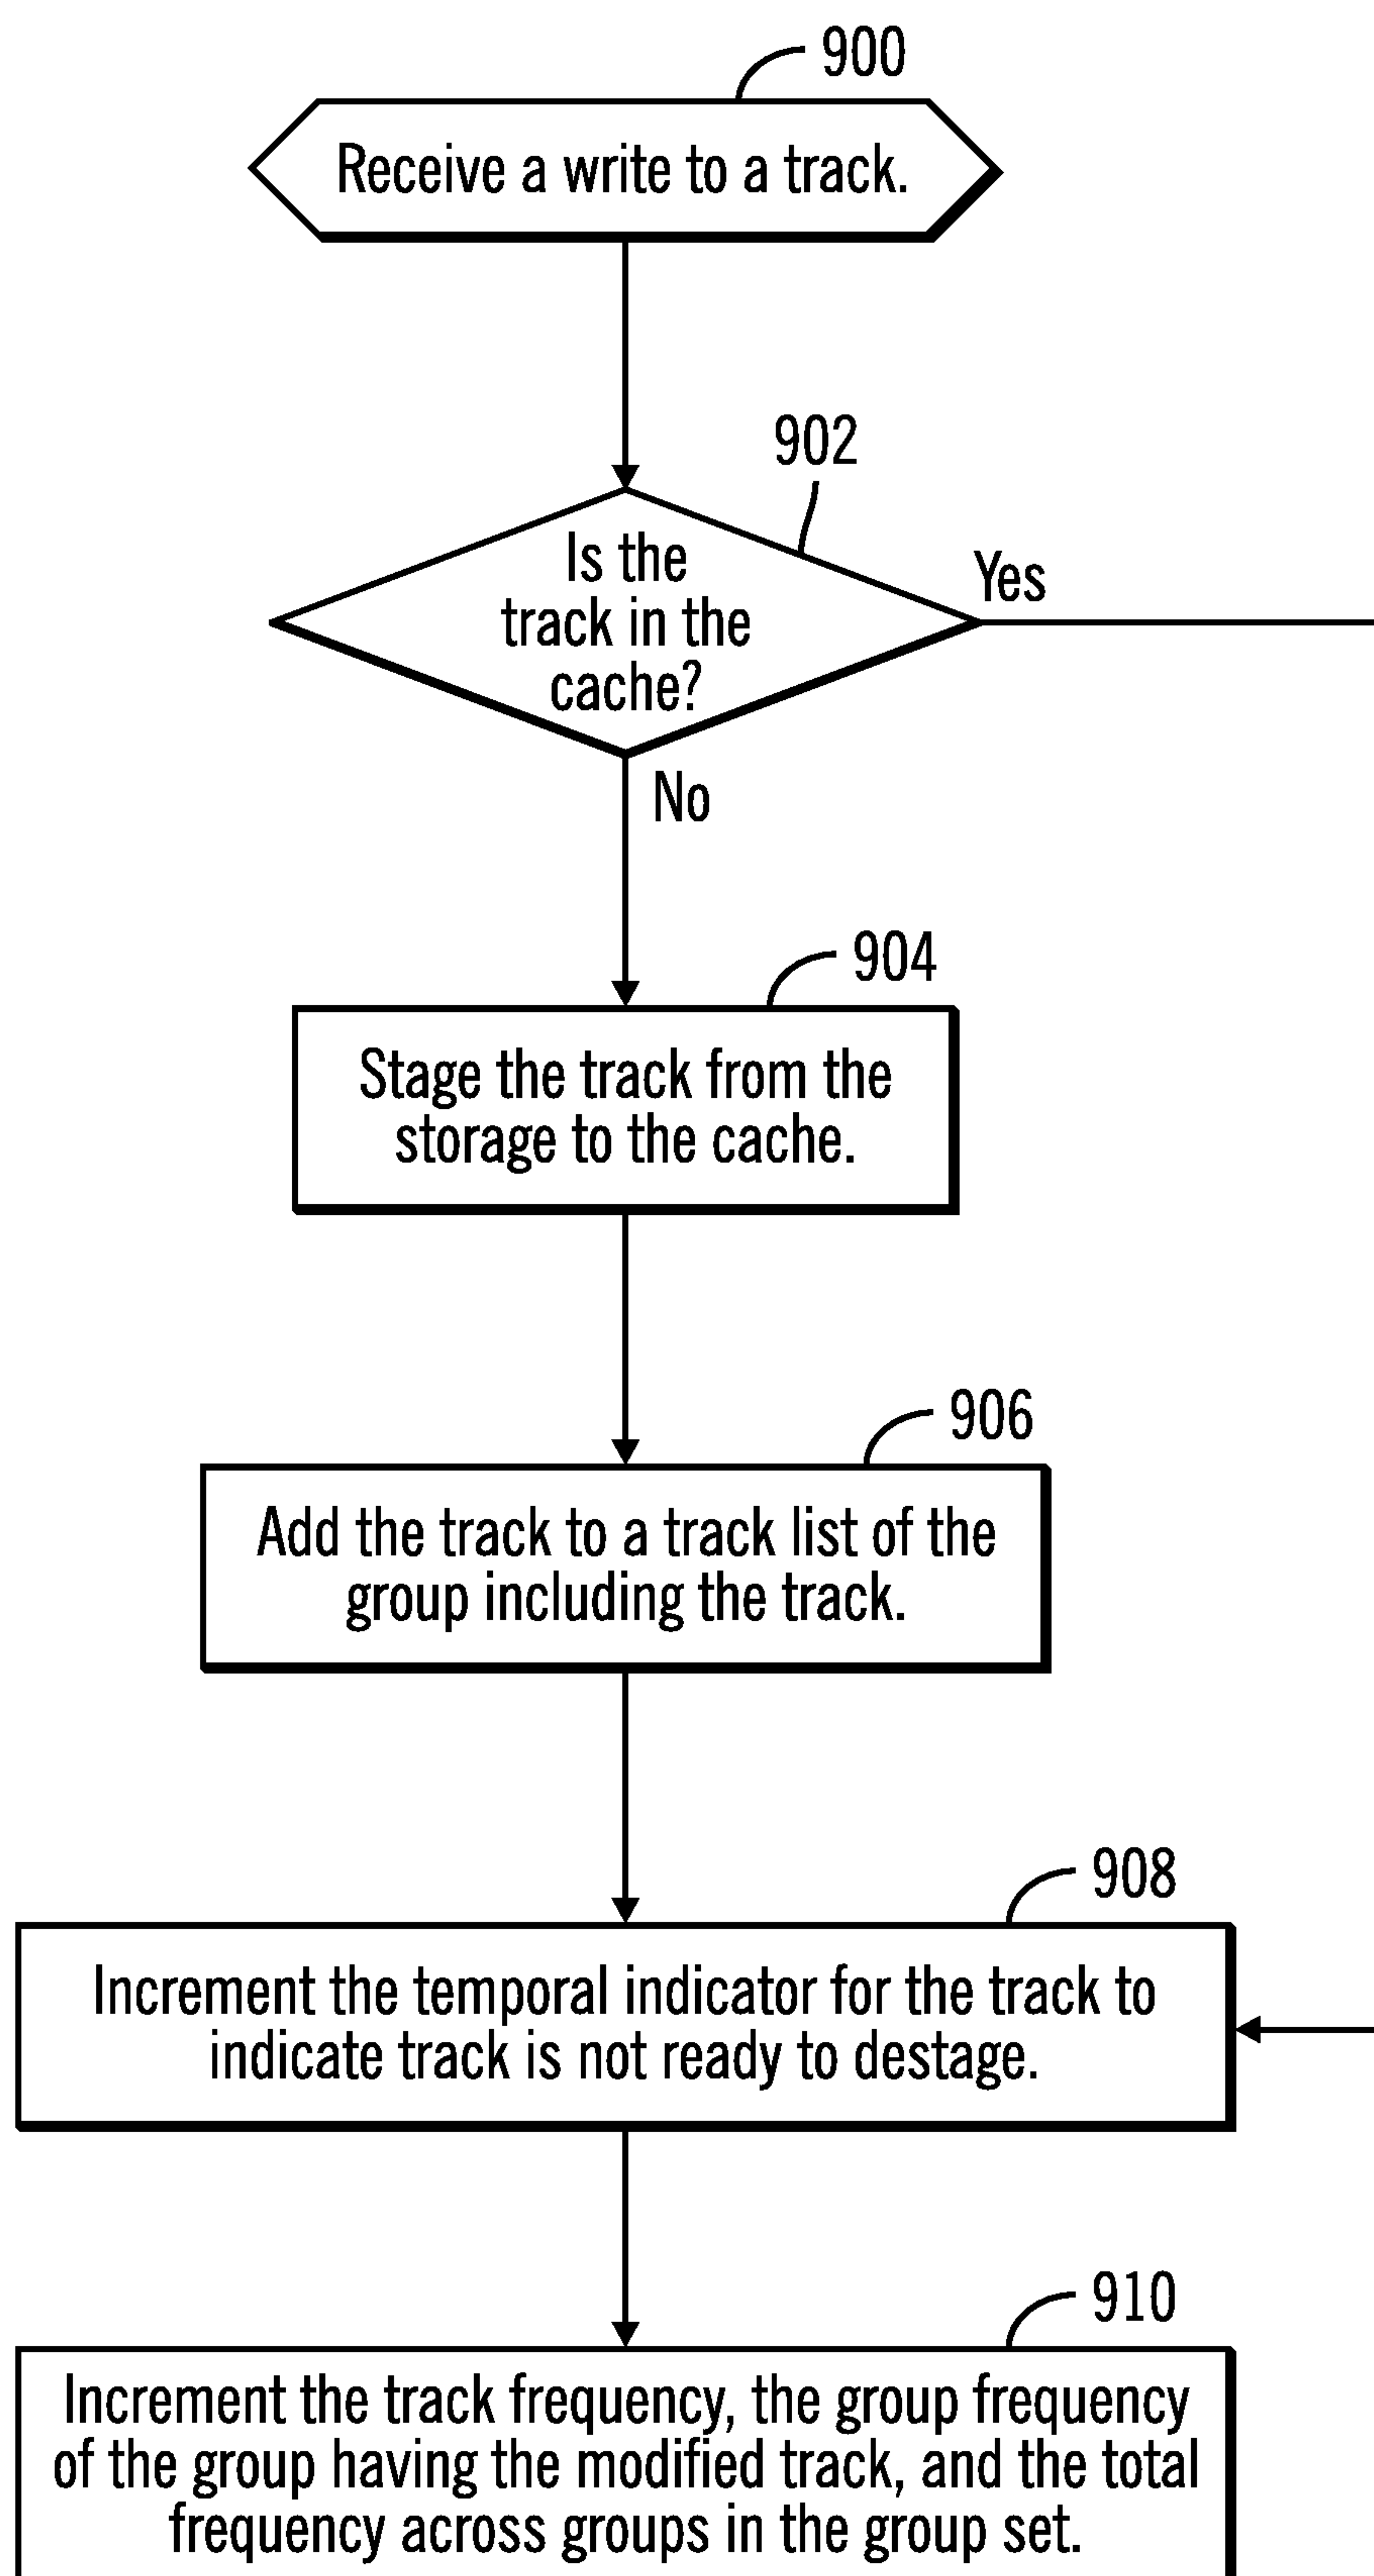 900
Receive a write to a track.
902
Is the
track in the
cache?
Yes
No
904
Stage the track from the
storage to the cache.
906
Add the track to a track list of the
group including the track.
908
Increment the temporal indicator for the track to
indicate track is not ready to destage.
910
Increment the track frequency, the group frequency
of the group having the modified track, and the total
frequency across groups in the group set.